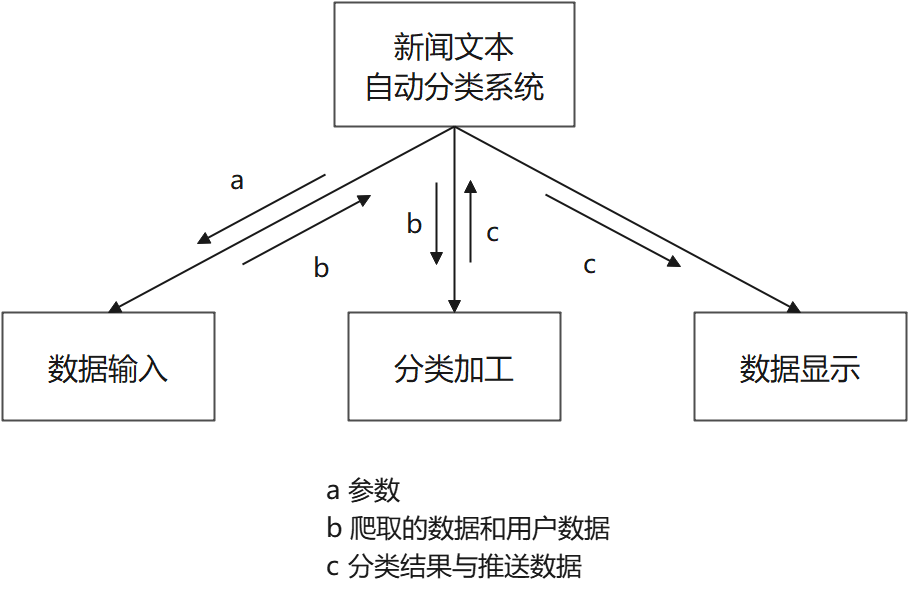 新闻文本
自动分类系统
a
b
b
c
c
数据输入
分类加工
数据显示
a 参数
b 爬取的数据和用户数据
c 分类结果与推送数据